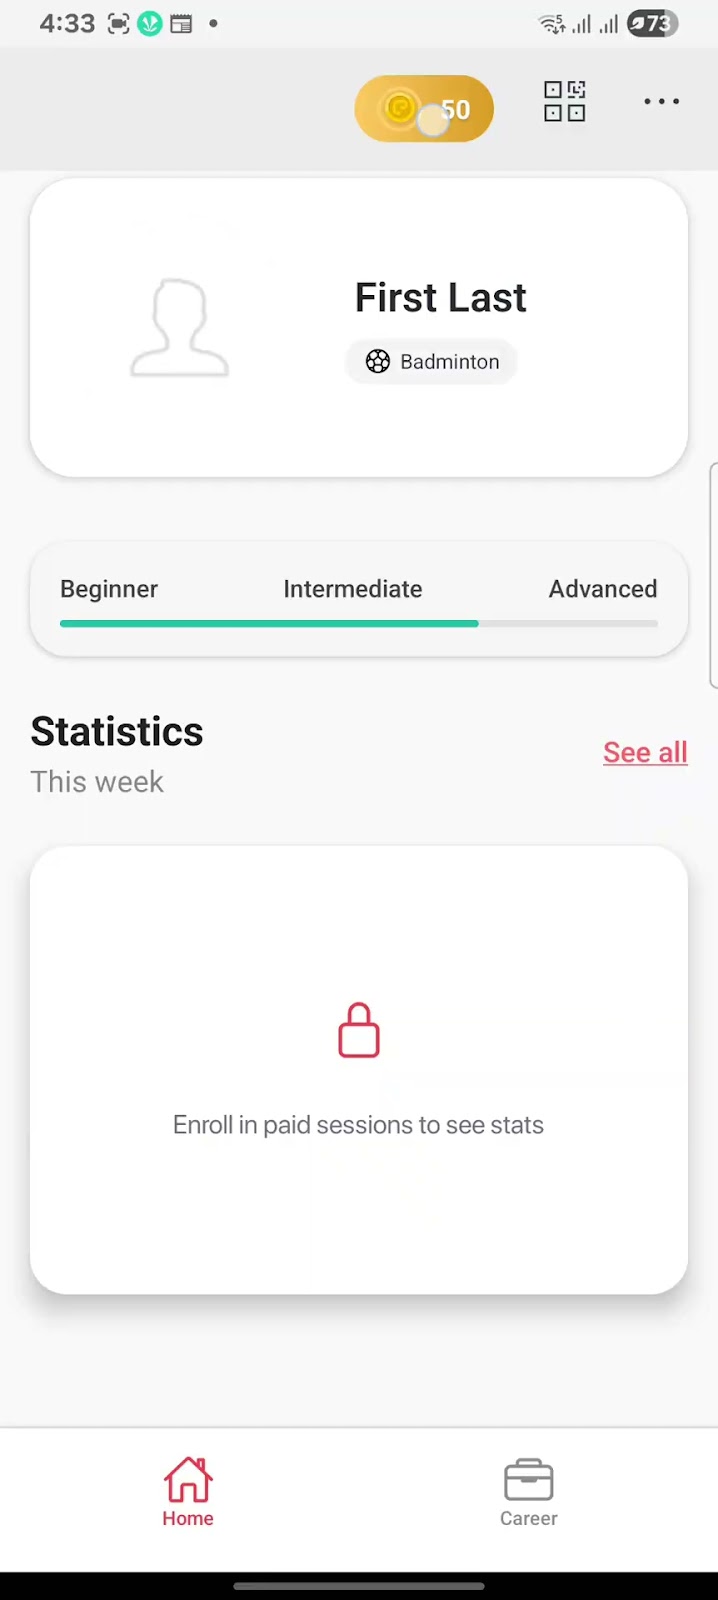 4:33
73
50
First Last
Badminton
Beginner Intermediate Advanced
Statistics
See all
This week
Enroll in paid sessions to see stats
Home Career